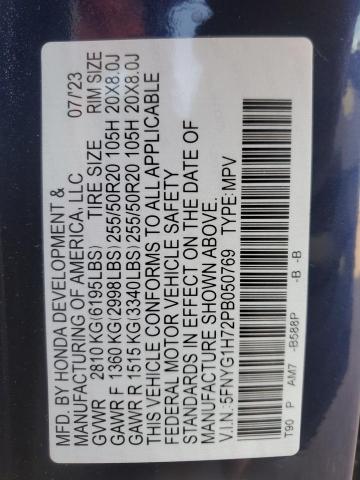 MFD. BY HONDA DEVELOPMENT & 07/'23
MANUFACTURING OF AMERICA, LLC
GVWR 2810 KG(6195LBS) TIRE SIZE RIM SIZE
GAWR F 1360 KG(2998LBS) 255/50R20 105H 20X8.0J
GAWR R 1515 KG(3340LBS) 255/50R20 105H 20X8.0J
THIS VEHICLE CONFORMS TO ALL APPLICABLE
FEDERAL MOTOR VEHICLE SAFETY
STANDARDS IN EFFECT ON THE DATE OF
MANUFACTURE SHOWN ABOVE.
V.I.N.:5FNYG1H72PB050769 TYPE: MPV
T90 P AM7 -B588P -B -B